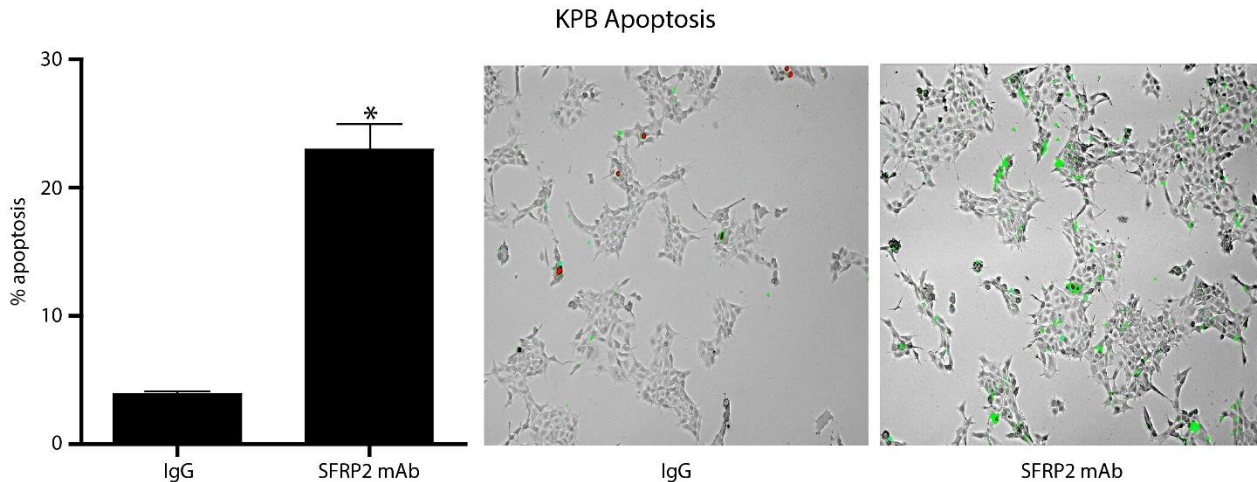 KPB Apoptosis
30
20
10
0
% apoptosis
*
IgG
SFRP2 mAb
IgG
SFRP2 mAb